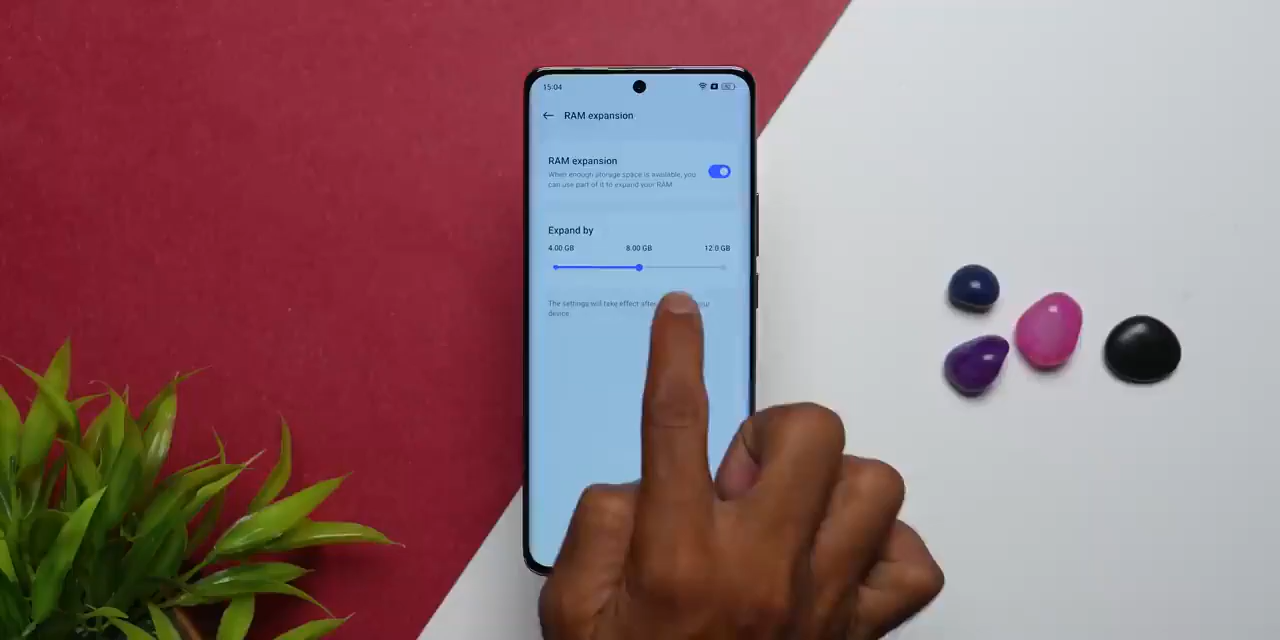 15:04
RAM expansion
RAM expansion
When enough storage space is available, you
can use part of it to expand your RAM
Expand by
4.00 GB 8.00 GB 12.0 GB
The settings will take effect after
device.